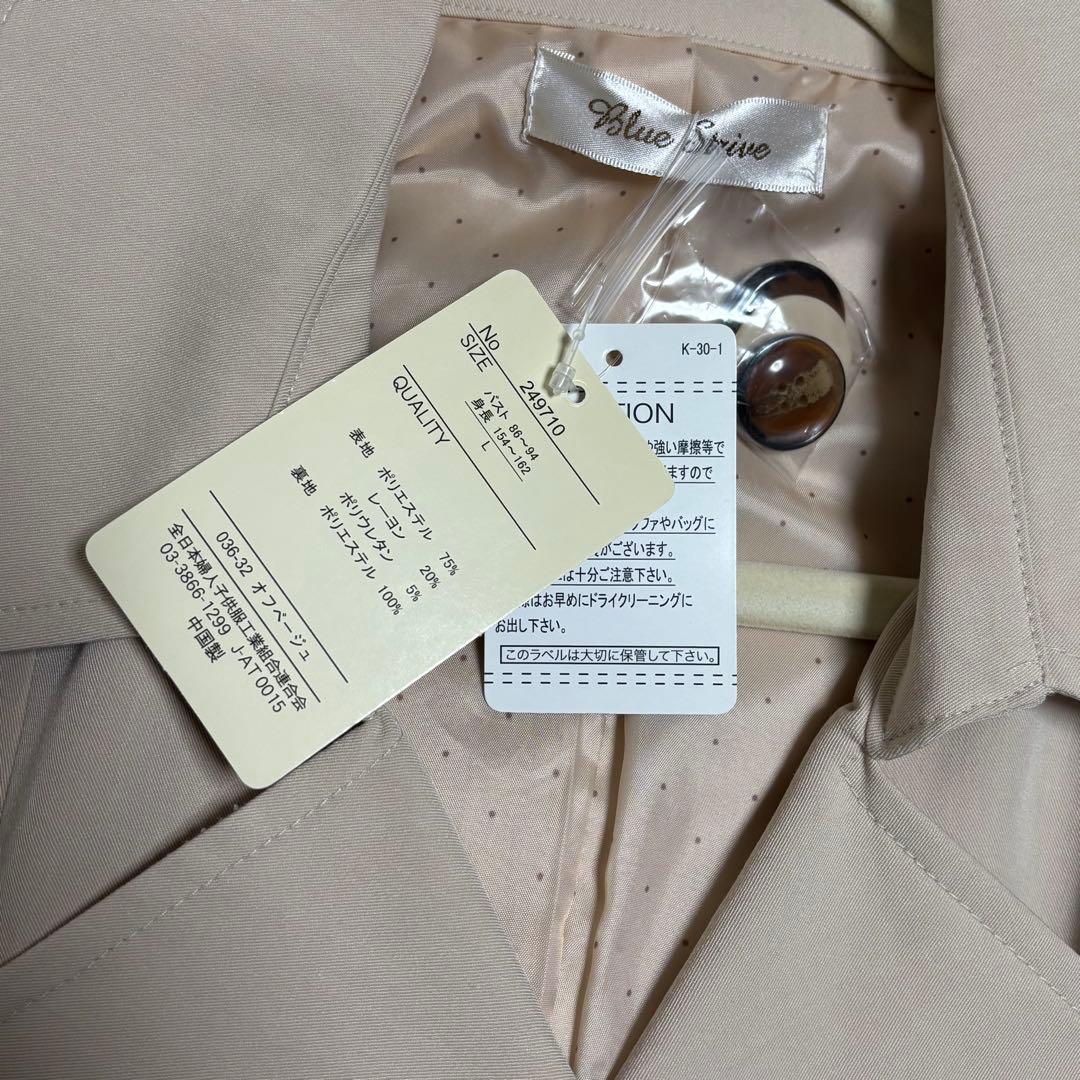 Blue Strive
No 249710
SIZE
バスト 86～94
身長 154～162
L
QUALITY
表地 ポリエステル 75%
レーヨン 20%
ポリウレタン 5%
裏地 ポリエステル 100%
036-32 オフベージュ
全日本婦人子供服工業組合連合会
03-3866-1299 J-AT0015
中国製
K-30-1
TION
強い摩擦等で
ますので
ファやバッグに
がございます。
は十分ご注意下さい。
はお早めにドライクリーニングに
お出し下さい。
このラベルは大切に保管して下さい。